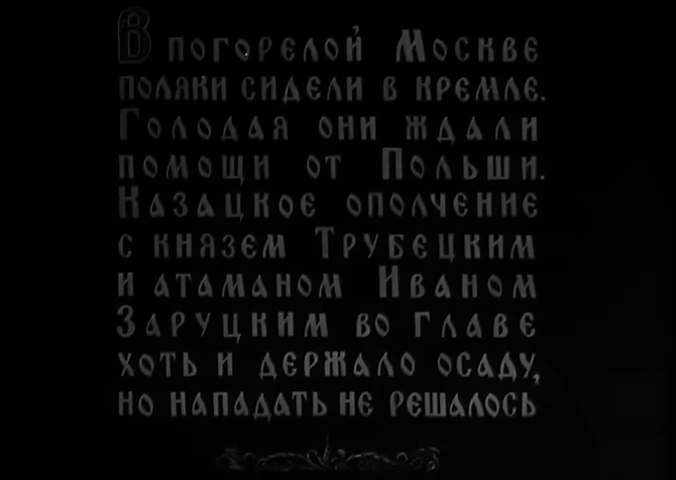 В погорелой Москве
поляки сидели в кремле.
Голодая они ждали
помощи от Польши.
Казацкое ополчение
с князем Трубецким
и атаманом Иваном
Заруцким во главе
хоть и держало осаду,
но нападать не решалось